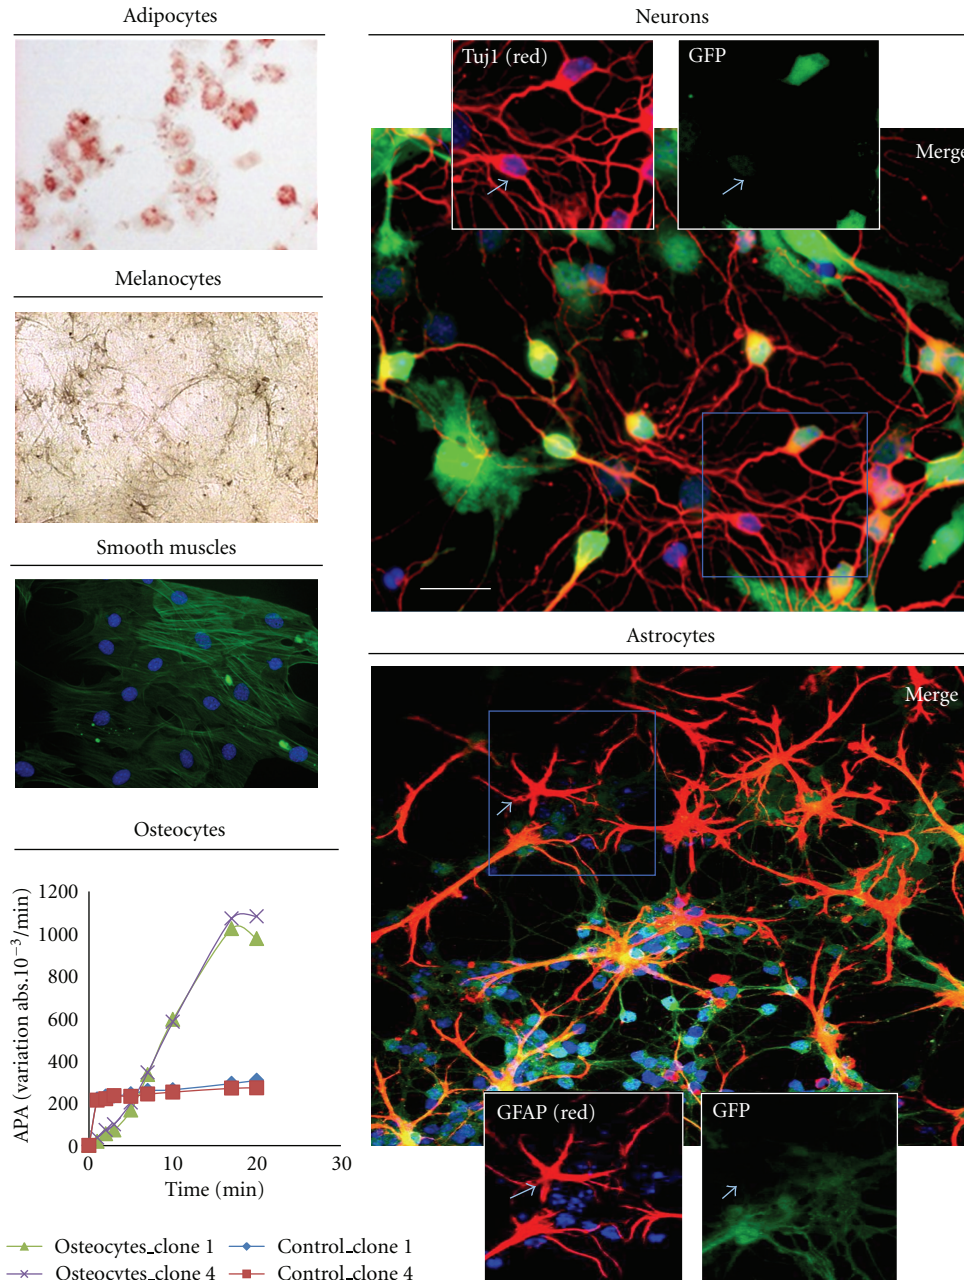 Adipocytes
Melanocytes
Smooth muscles
Osteocytes
APA (variation abs.10⁻³/min)
1200
1000
800
600
400
200
0
0 10 20 30
Time (min)
Osteocytes_clone 1
Osteocytes_clone 4
Control_clone 1
Control_clone 4
Neurons
Tuj1 (red)
GFP
Merge
Astrocytes
Merge
GFAP (red)
GFP